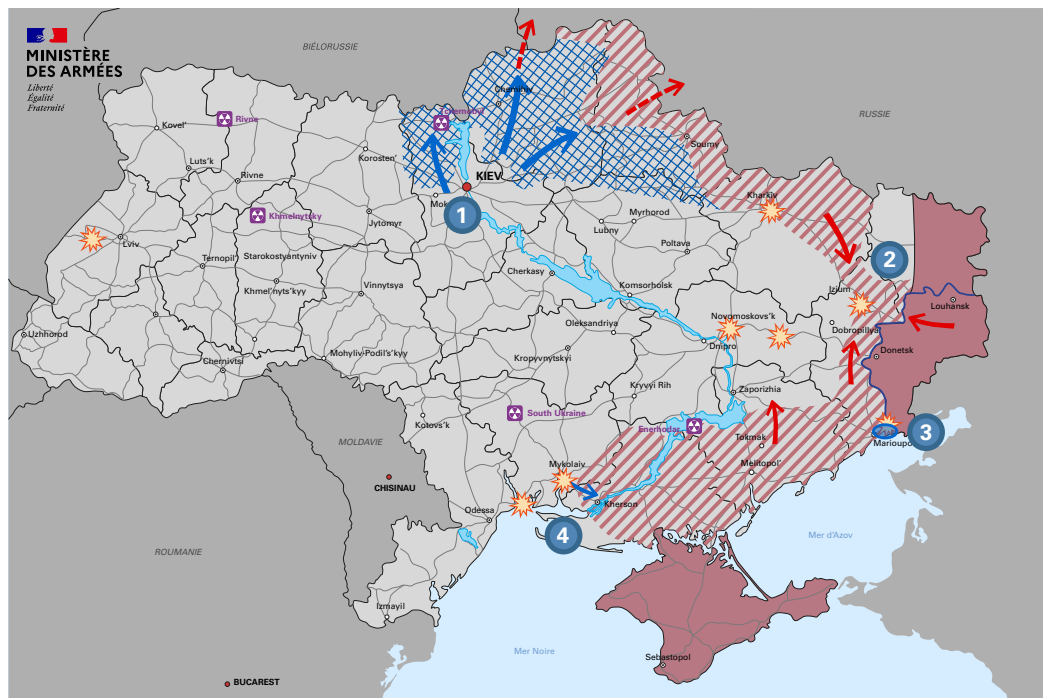 MINISTÈRE
DES ARMÉES
Liberté
Égalité
Fraternité
BIÉLORUSSIE
RUSSIE
Chernihiv
Tchernobyl
Rivne
Kovel'
Soumy
Korosten'
Luts'k
KIEV
Rivne
Kharkiv
Mok
1
Khmelnytsky
Jytomyr
Myrhorod
Lubny
Lviv
Starokostyantyniv
Poltava
Ternopil'
2
Cherkasy
Khmel'nyts'kyy
Vinnytsya
Komsorholsk
Izium
Louhansk
Novomoskovs'k
Oleksandriya
Dobropillya
Uzhhorod
Dnipro
Chernivtsi
Mohyliv-Podil's'kyy
Kropyvnytskyi
Donetsk
Kryvyi Rih
Zaporizhia
South Ukraine
Kotovs'k
Enerhodar
3
Tokmak
Marioupo
MOLDAVIE
Mykolaiv
Melitopol'
CHISINAU
Kherson
Odessa
4
Mer d'Azov
ROUMANIE
Izmayil
Mer Noire
Sebastopol
BUCAREST